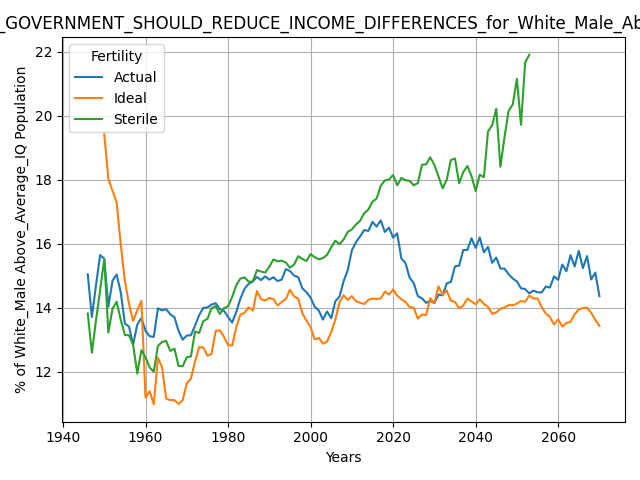 _GOVERNMENT_SHOULD_REDUCE_INCOME_DIFFERENCES_for_White_Male_Ab
Fertility
Actual
Ideal
Sterile
% of White_Male Above_Average_IQ Population
22
20
18
16
14
12
1940
1960
1980
2000
2020
2040
2060
Years